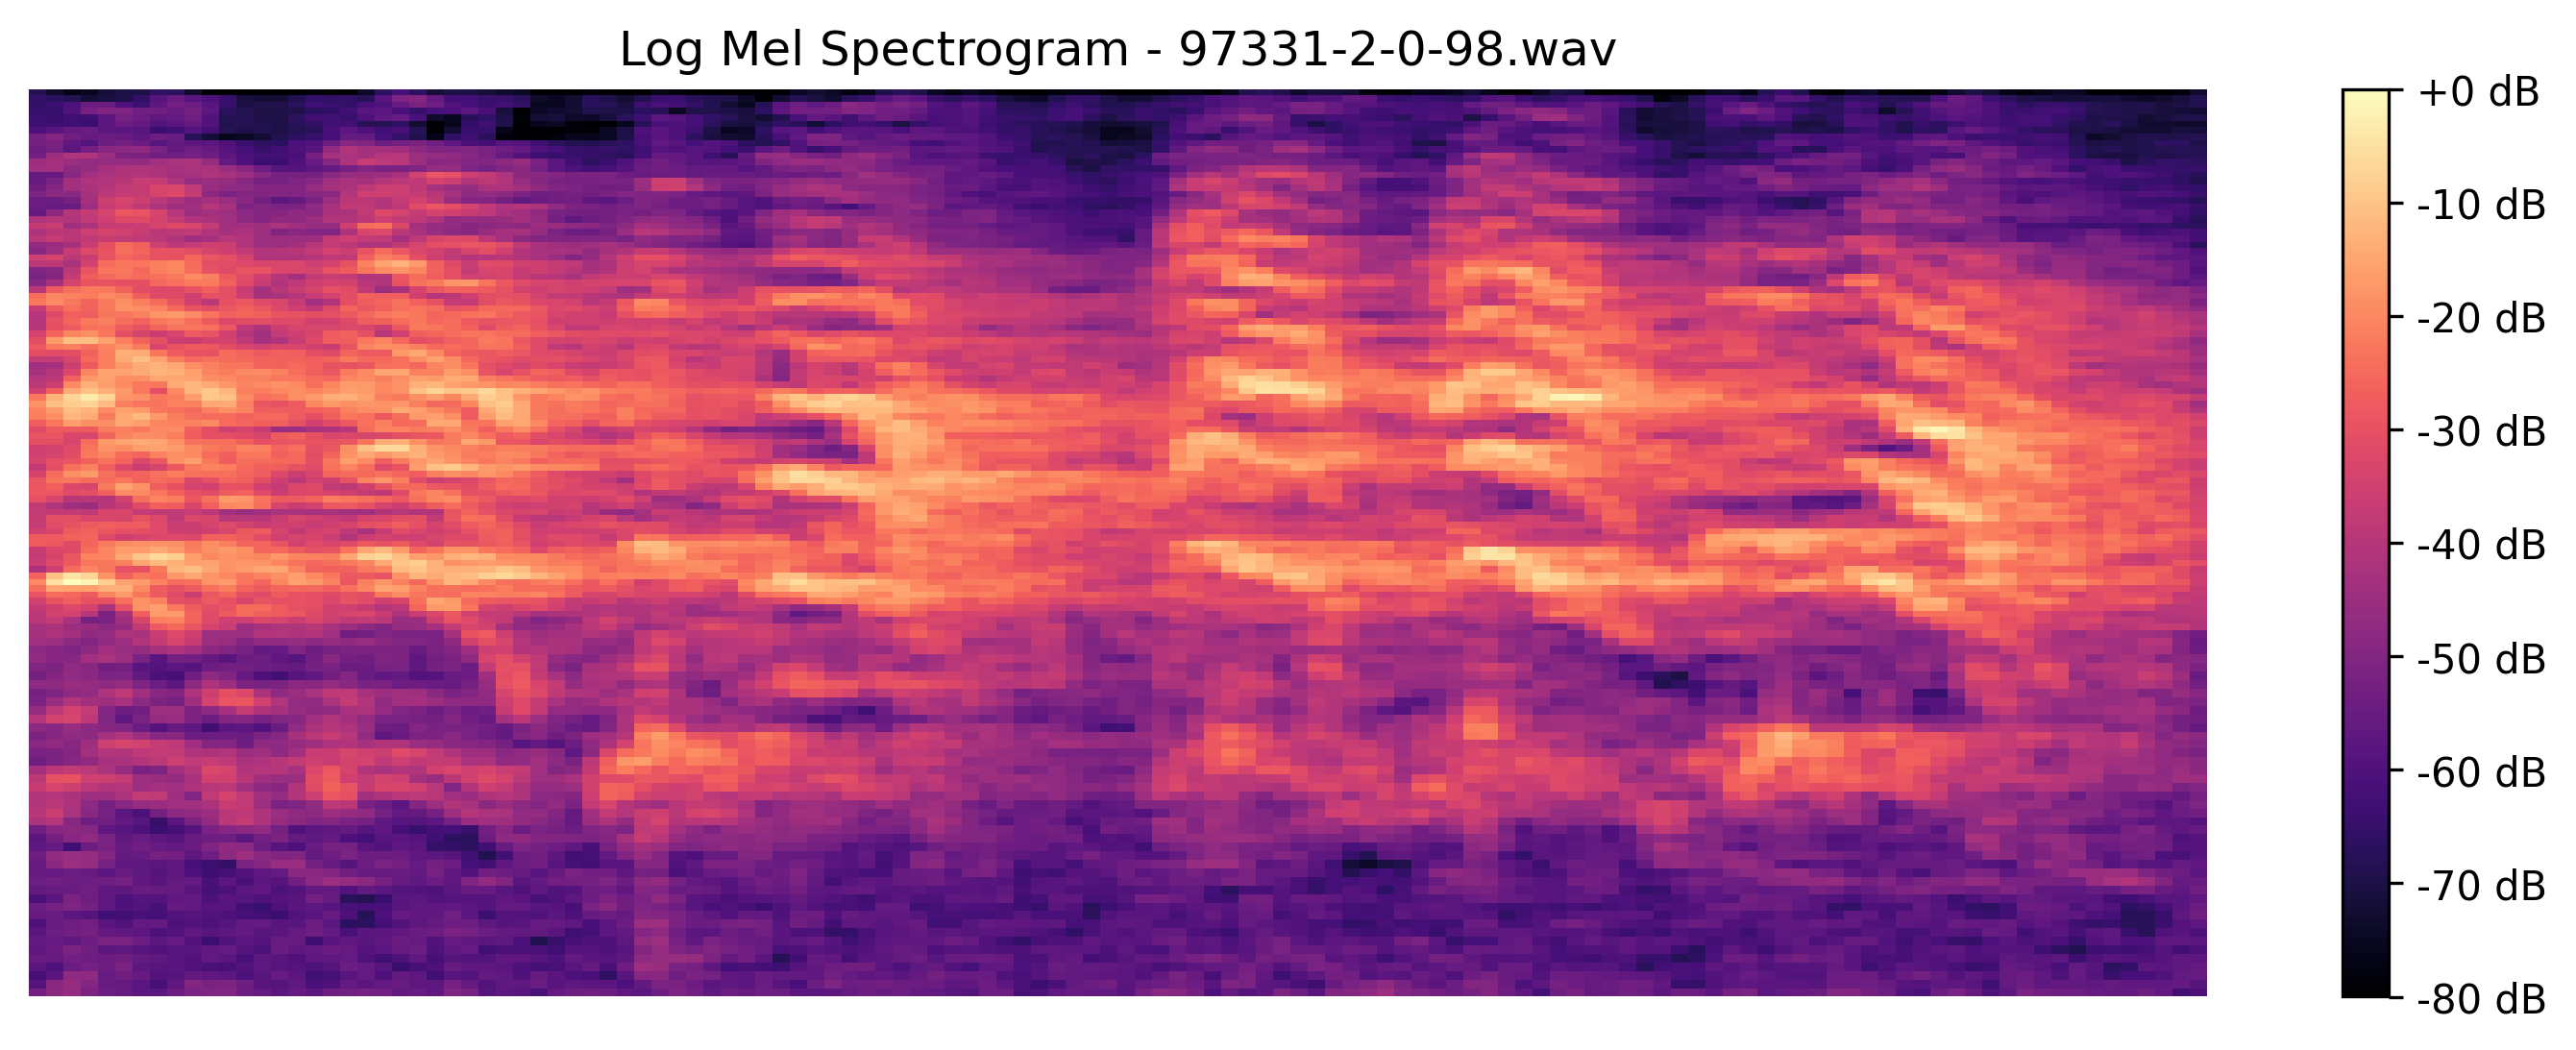 Log Mel Spectrogram - 97331-2-0-98.wav
+0 dB
-10 dB
-20 dB
-30 dB
-40 dB
-50 dB
-60 dB
-70 dB
-80 dB